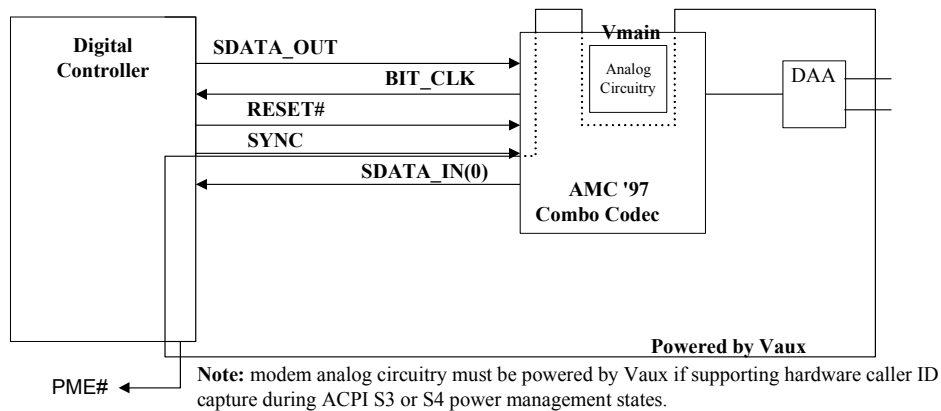 Digital
Controller
SDATA_OUT
BIT_CLK
RESET#
SYNC
SDATA_IN(0)
Vmain
Analog
Circuitry
AMC '97
Combo Codec
DAA
Powered by Vaux
PME#
Note: modem analog circuitry must be powered by Vaux if supporting hardware caller ID
capture during ACPI S3 or S4 power management states.